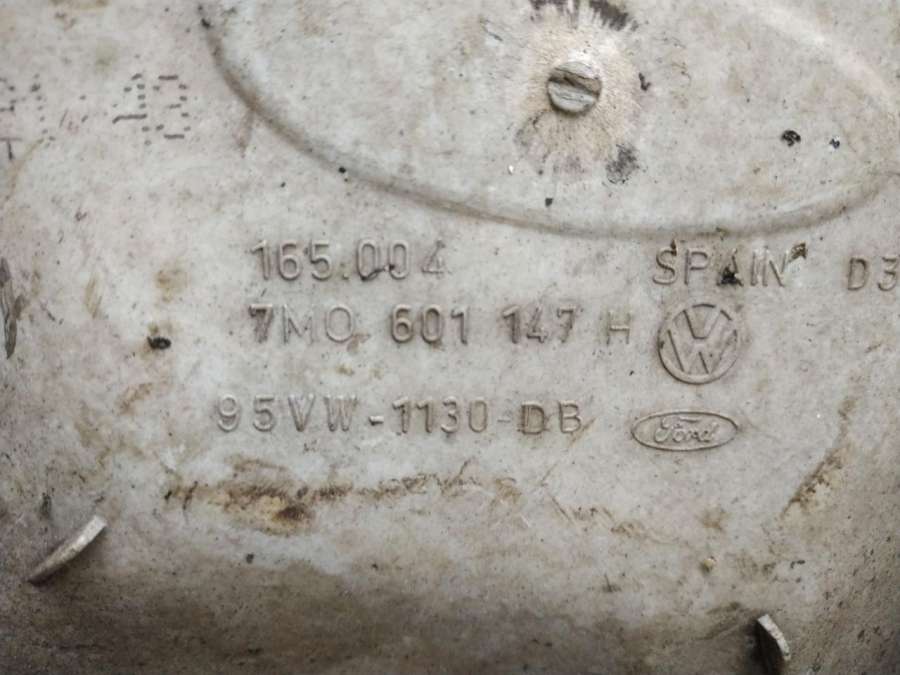 165.004
SPAIN D3
7M0 601 147 H VW
95VW-1130-DB Ford